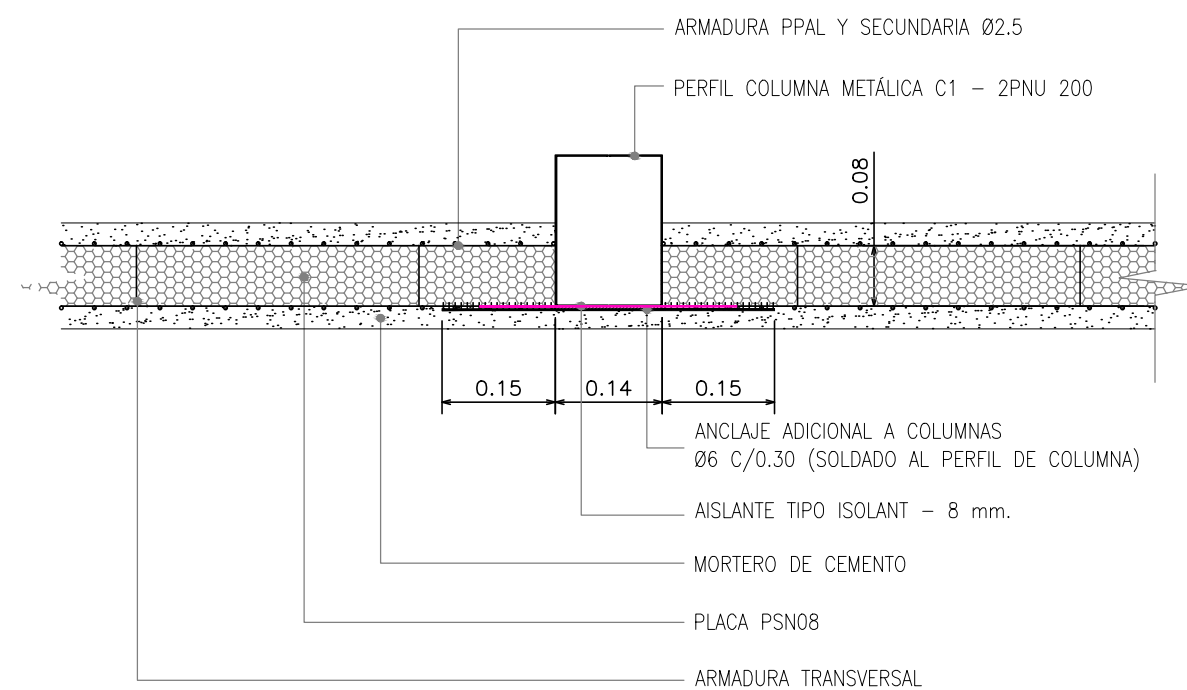 ARMADURA PPAL Y SECUNDARIA Ø2.5
PERFIL COLUMNA METÁLICA C1 - 2PNU 200
0.08
0.15
0.14
0.15
ANCLAJE ADICIONAL A COLUMNAS
Ø6 C/0.30 (SOLDADO AL PERFIL DE COLUMNA)
AISLANTE TIPO ISOLANT - 8 mm.
MORTERO DE CEMENTO
PLACA PSN08
ARMADURA TRANSVERSAL